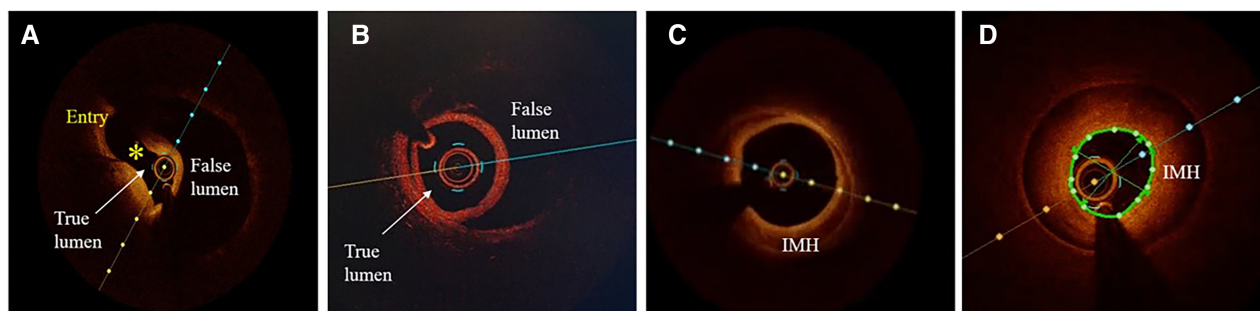 A
Entry
*
False
lumen
True
lumen
B
False
lumen
True
lumen
C
IMH
D
IMH